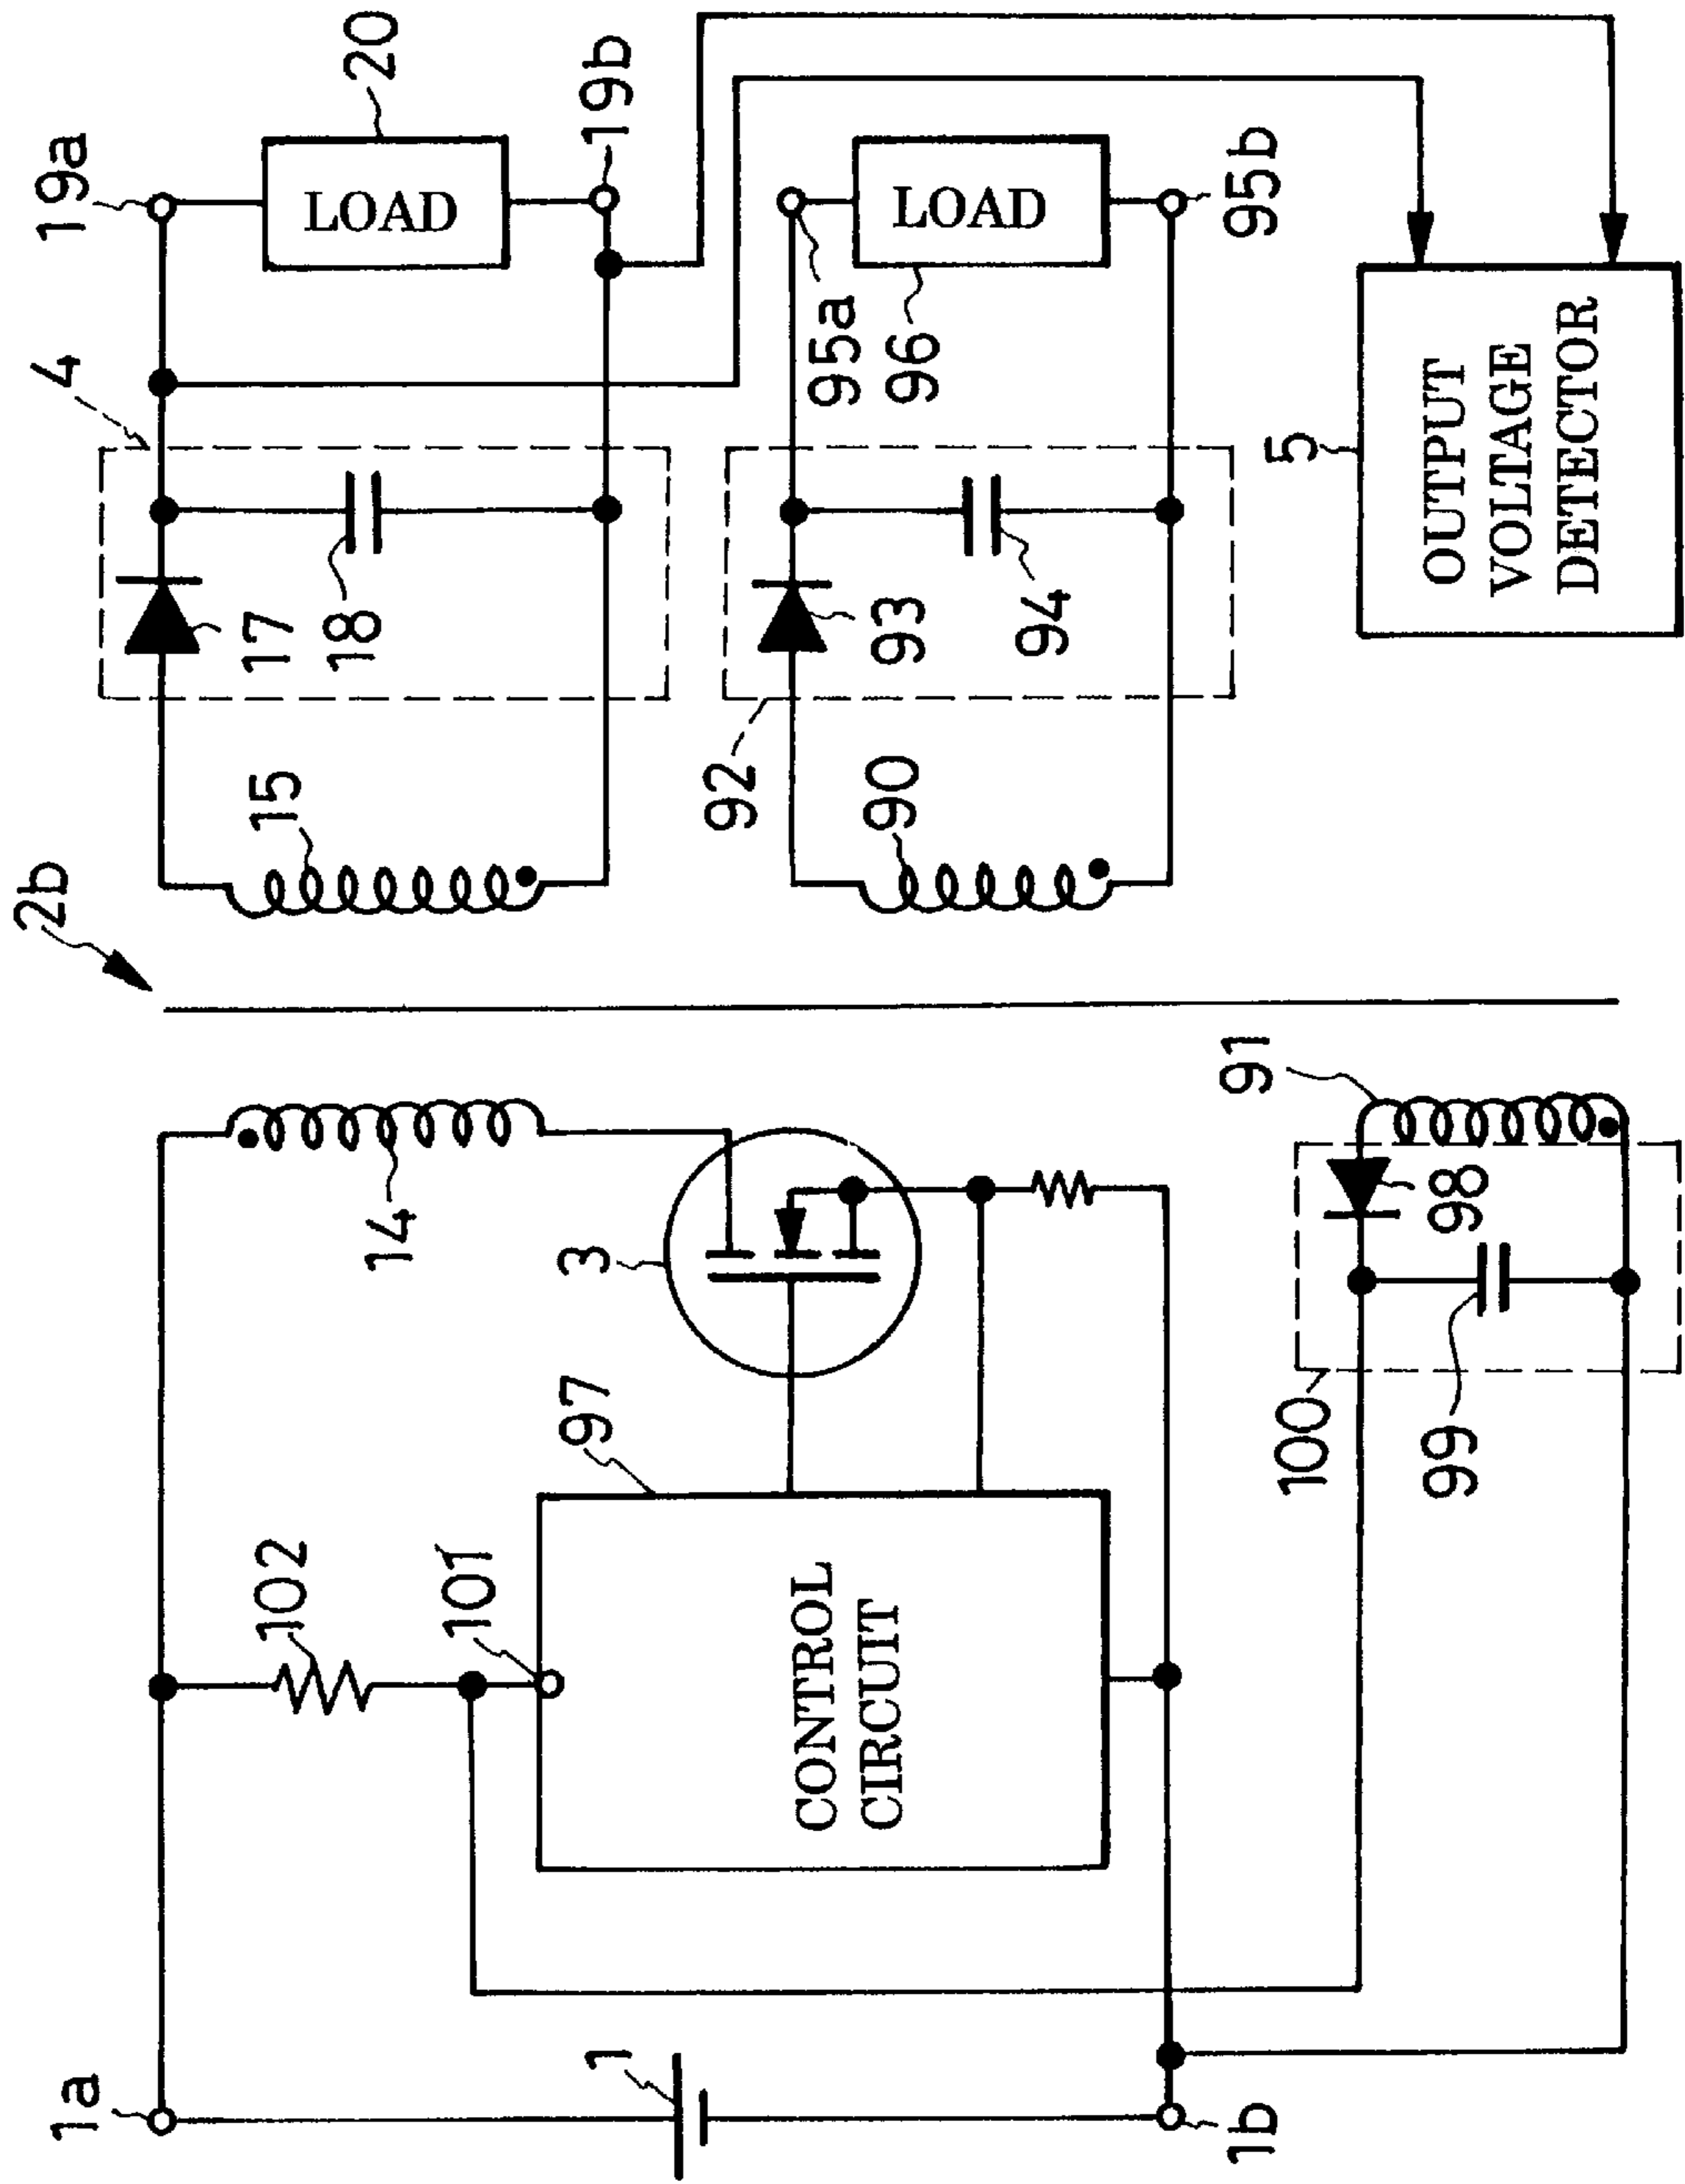 2b
4
19a
15
17
18
20
LOAD
19b
92
90
93
94
95a
96
LOAD
95b
5
OUTPUT
VOLTAGE
DETECTOR
1a
1
1b
102
101
97
CONTROL
CIRCUIT
14
3
91
100
98
99